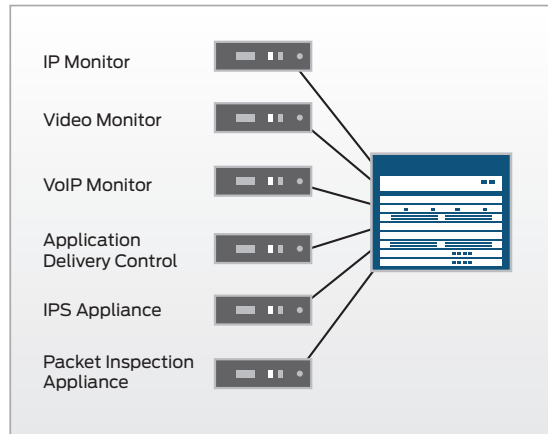 IP Monitor
Video Monitor
VoIP Monitor
Application
Delivery Control
IPS Appliance
Packet Inspection
Appliance